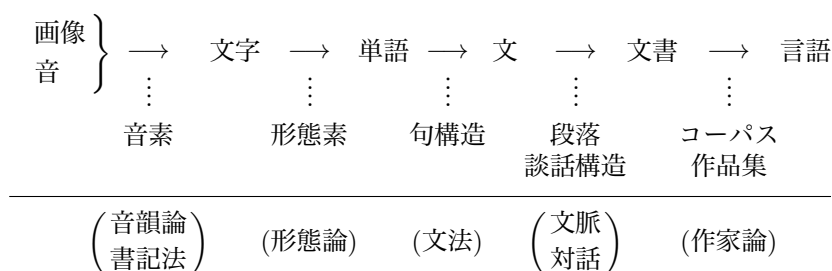 画像
音
} → 文字 → 単語 → 文 → 文書 → 言語
⋮ ⋮ ⋮ ⋮ ⋮
音素 形態素 句構造 段落 コーパス
談話構造 作品集
(音韻論 書記法) (形態論) (文法) (文脈 対話) (作家論)